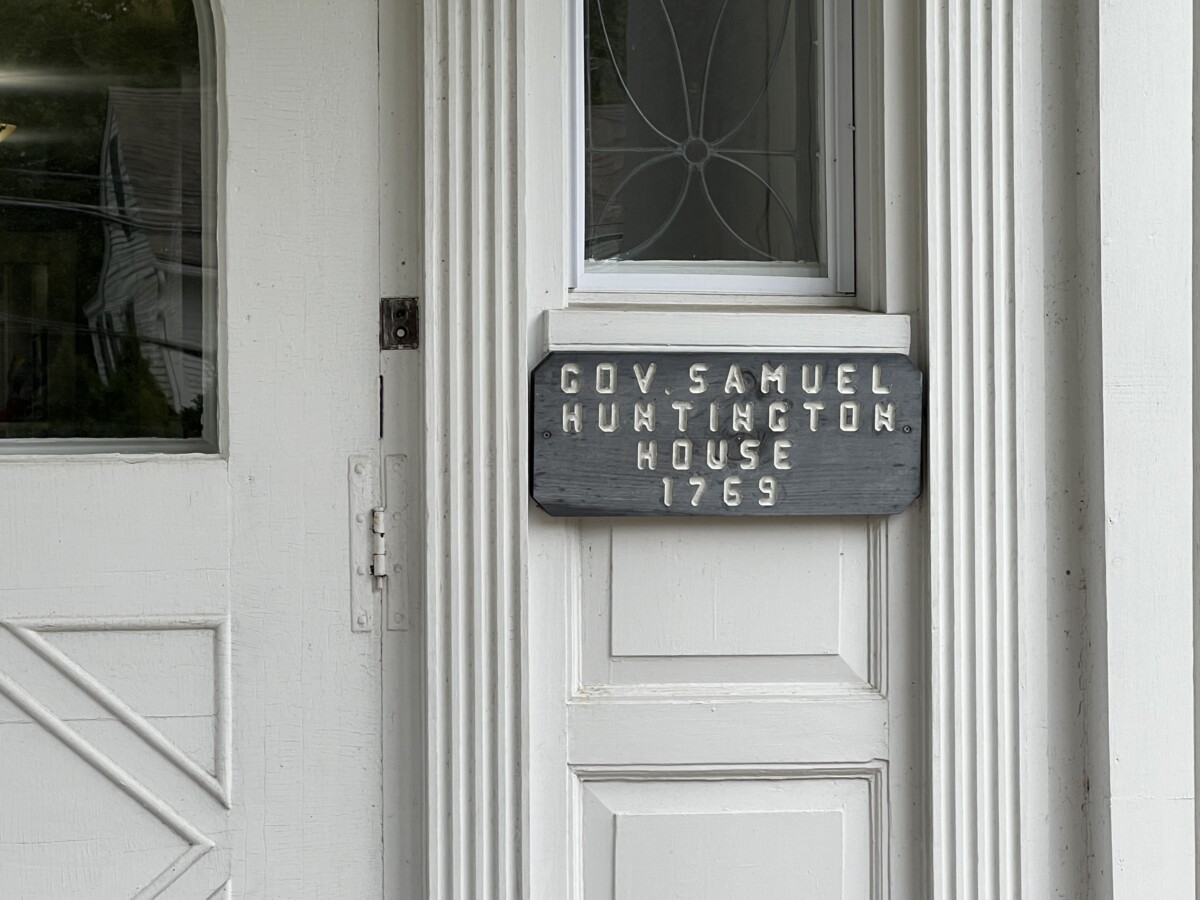 GOV. SAMUEL
HUNTINGTON
HOUSE
1769